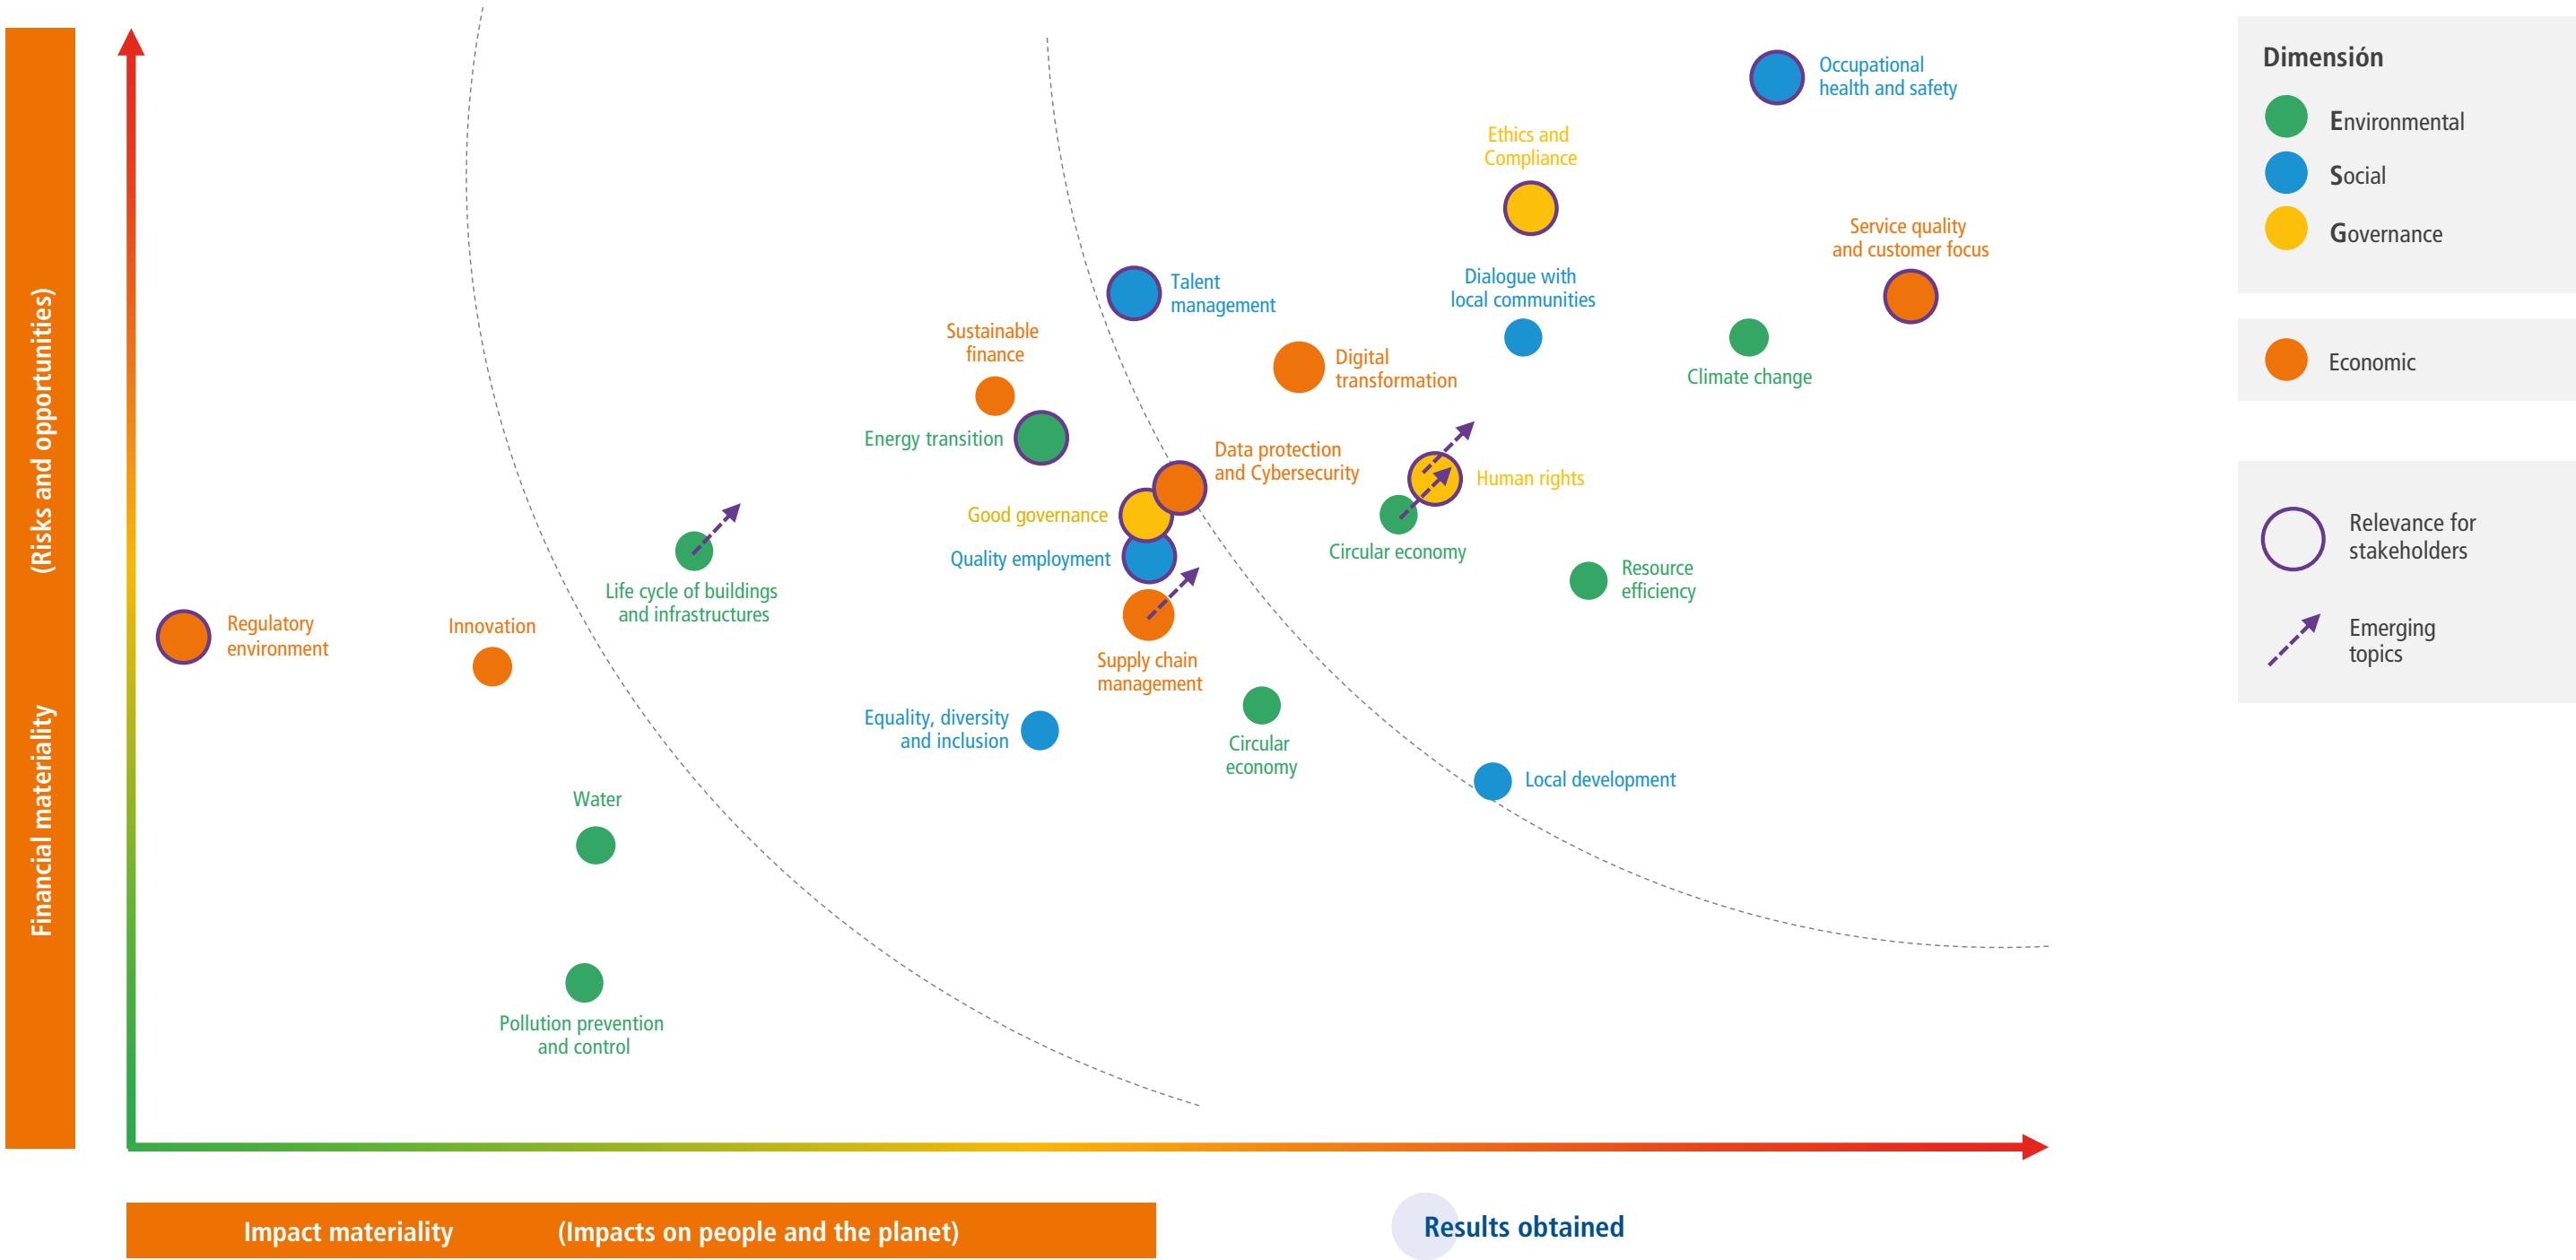 Occupational
health and safety
Ethics and
Compliance
Service quality
and customer focus
Talent
management
Dialogue with
local communities
Sustainable
finance
Digital
transformation
Climate change
Energy transition
Data protection
and Cybersecurity
Human rights
Good governance
Circular economy
Quality employment
Resource
efficiency
Life cycle of buildings
and infrastructures
Regulatory
environment
Innovation
Supply chain
management
Equality, diversity
and inclusion
Circular
economy
Local development
Water
Pollution prevention
and control
Financial materiality (Risks and opportunities)
Impact materiality (Impacts on people and the planet)
Results obtained
Dimensión
Environmental
Social
Governance
Economic
Relevance for
stakeholders
Emerging
topics